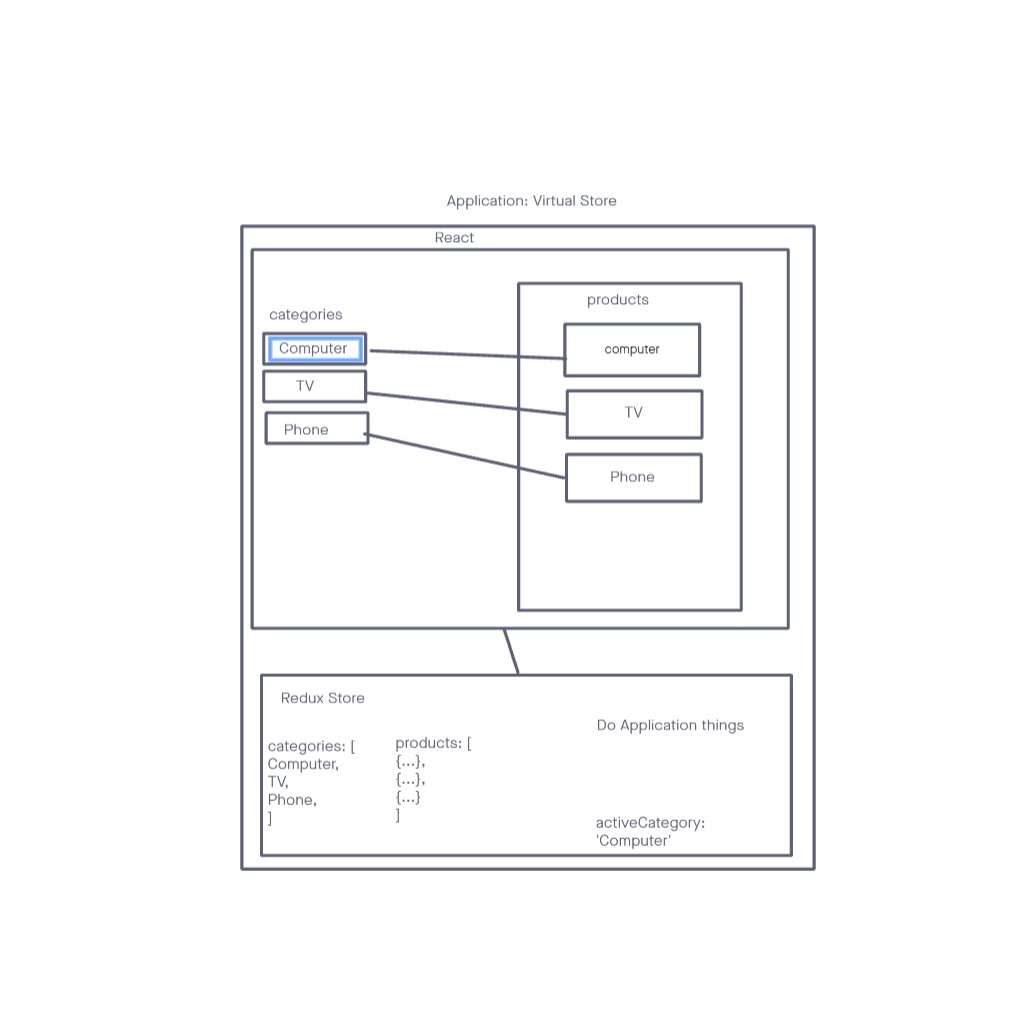 Application: Virtual Store
React
categories
Computer
TV
Phone
products
computer
TV
Phone
Redux Store
categories: [
Computer,
TV,
Phone,
]
products: [
{...},
{...},
{...}
]
Do Application things
activeCategory:
'Computer'